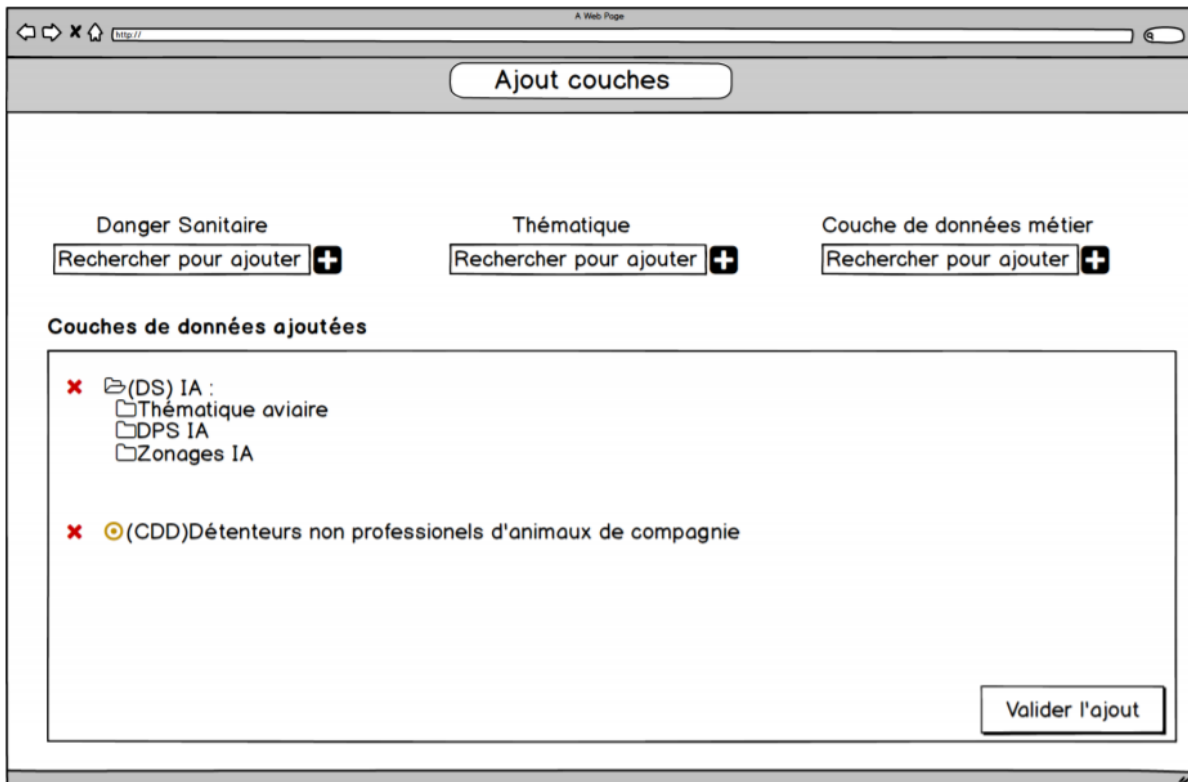 A Web Page
http://
Ajout couches
Danger Sanitaire
Thématique
Couche de données métier
Rechercher pour ajouter
Rechercher pour ajouter
Rechercher pour ajouter
Couches de données ajoutées
(DS) IA :
Thématique aviaire
DPS IA
Zonages IA
(CDD)Détenteurs non professionels d'animaux de compagnie
Valider l'ajout